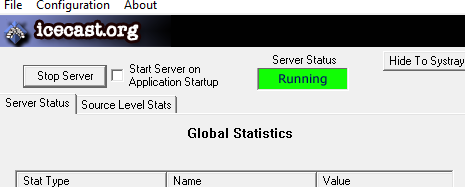 File Configuration About
icecast.org
Server Status
Hide To Systray
Stop Server
Start Server on
Application Startup
Running
Server Status Source Level Stats
Global Statistics
Stat Type Name Value